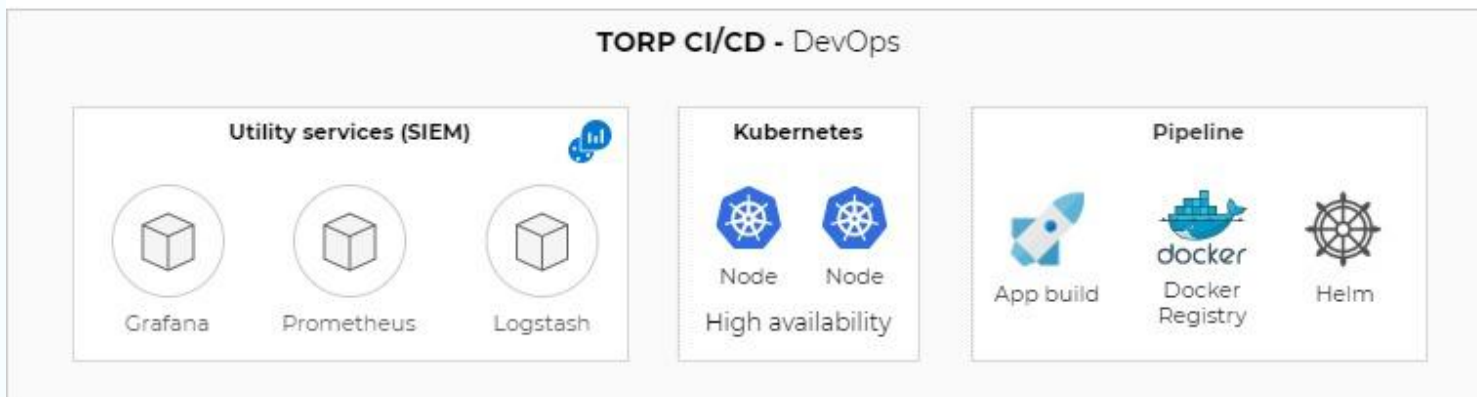 TORP CI/CD - DevOps
Utility services (SIEM)
Grafana
Prometheus
Logstash
Kubernetes
Node
Node
High availability
Pipeline
App build
docker
Docker
Registry
Helm